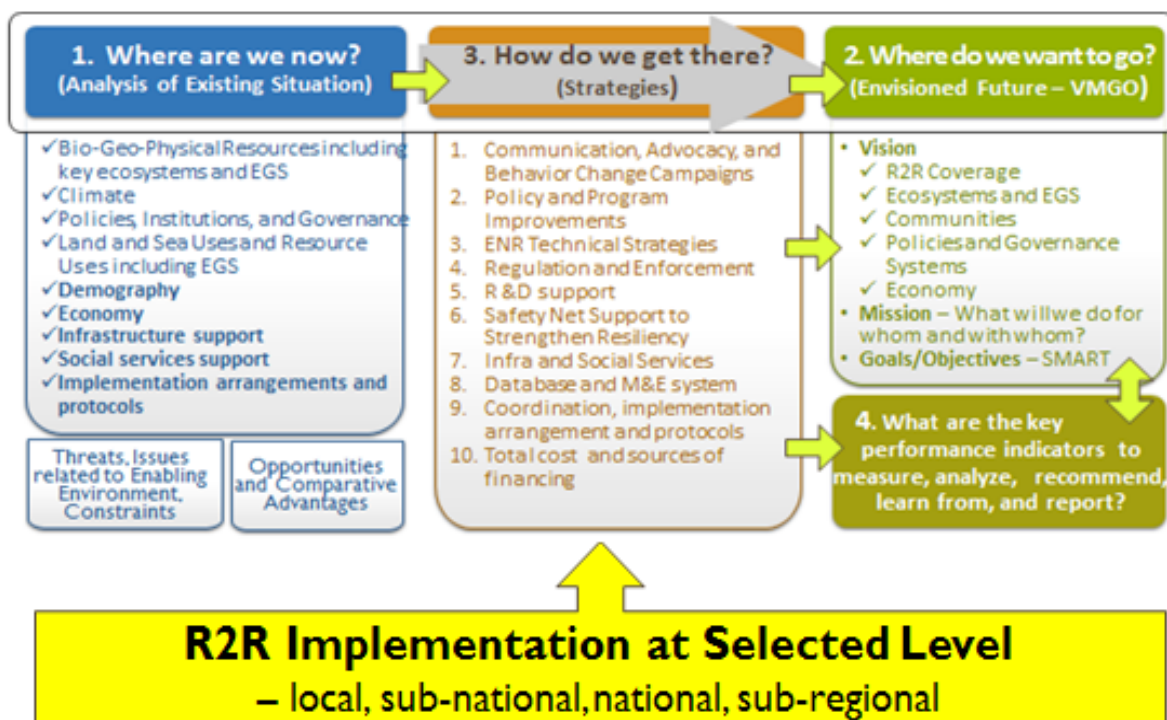 1. Where are we now?
(Analysis of Existing Situation)
✓Bio-Geo-Physical Resources including
key ecosystems and EGS
✓Climate
✓Policies, Institutions, and Governance
✓Land and Sea Uses and Resource
Uses including EGS
✓Demography
✓Economy
✓Infrastructure support
✓Social services support
✓Implementation arrangements and
protocols
Threats, Issues
related to Enabling
Environment,
Constraints
Opportunities
and Comparative
Advantages
3. How do we get there?
(Strategies)
1. Communication, Advocacy, and
Behavior Change Campaigns
2. Policy and Program
Improvements
3. ENR Technical Strategies
4. Regulation and Enforcement
5. R &D support
6. Safety Net Support to
Strengthen Resiliency
7. Infra and Social Services
8. Database and M&E system
9. Coordination, implementation
arrangement and protocols
10. Total cost and sources of
financing
2. Where do we want to go?
(Envisioned Future – VMGO)
• Vision
✓ R2R Coverage
✓ Ecosystems and EGS
✓ Communities
✓ Policies and Governance
Systems
✓ Economy
• Mission – What will we do for
whom and with whom?
• Goals/Objectives – SMART
4. What are the key
performance indicators to
measure, analyze, recommend,
learn from, and report?
R2R Implementation at Selected Level
– local, sub-national, national, sub-regional